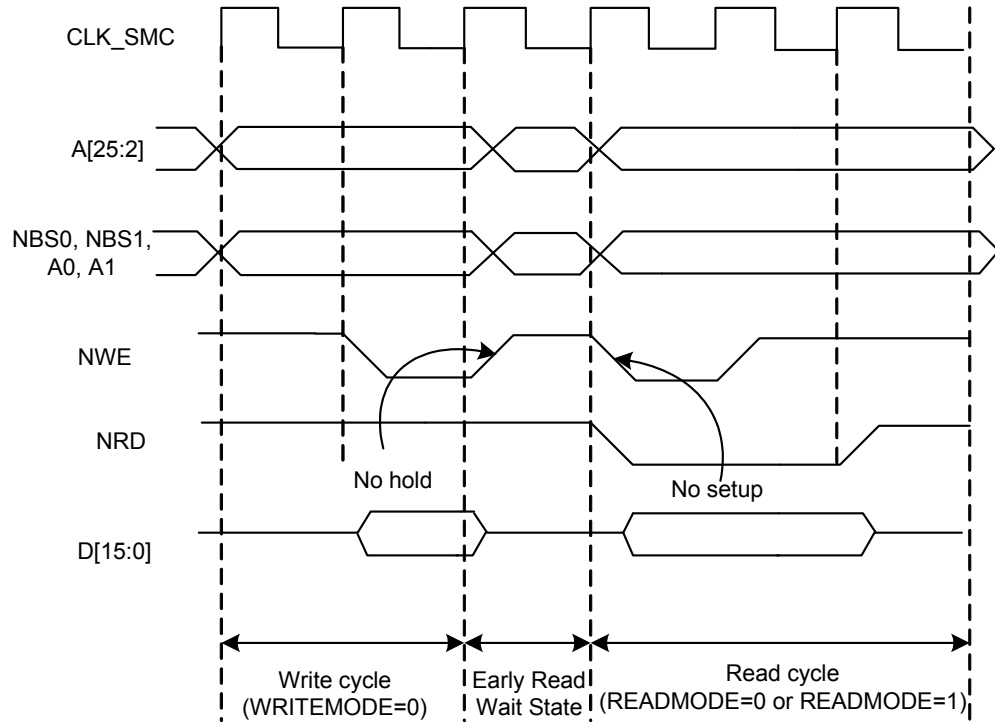 CLK_SMC
A[25:2]
NBS0, NBS1,
A0, A1
NWE
NRD
No hold
No setup
D[15:0]
Write cycle
(WRITEMODE=0)
Early Read
Wait State
Read cycle
(READMODE=0 or READMODE=1)